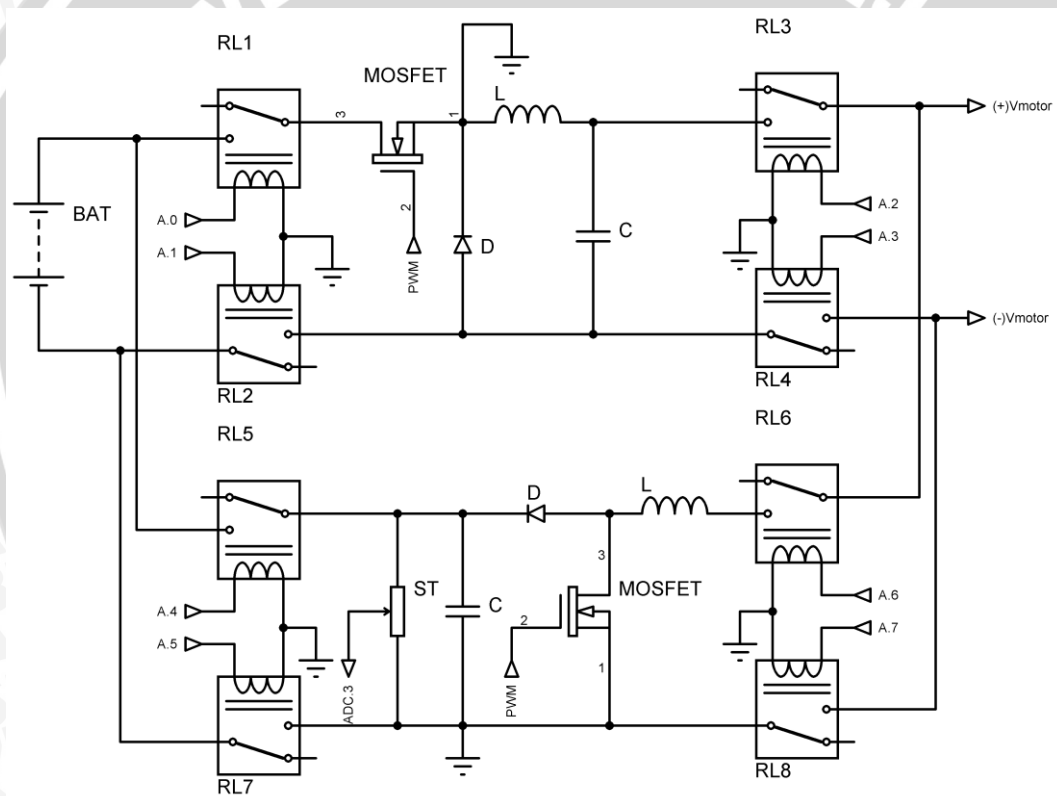 RL1
RL3
MOSFET
L
3
1
(+)Vmotor
BAT
A.0
2
A.2
A.1
PWM
D
C
A.3
(-)Vmotor
RL2
RL4
RL5
RL6
D
L
3
ST
C
MOSFET
A.4
2
A.6
A.5
A.7
ADC.3
PWM
1
RL7
RL8